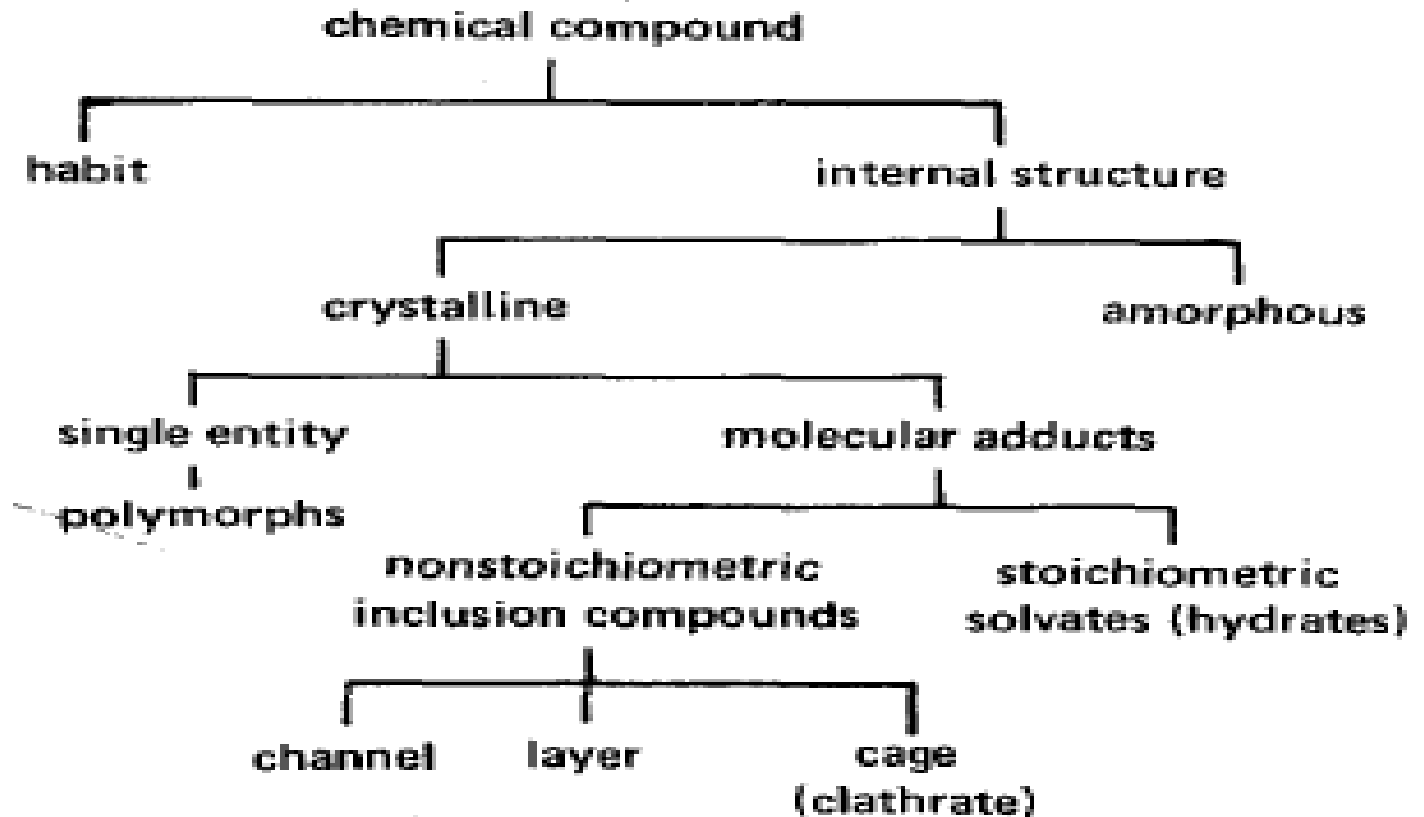 chemical compound
habit
internal structure
crystalline
amorphous
single entity
molecular adducts
polymorphs
nonstoichiometric
inclusion compounds
stoichiometric
solvates (hydrates)
channel
layer
cage
(clathrate)